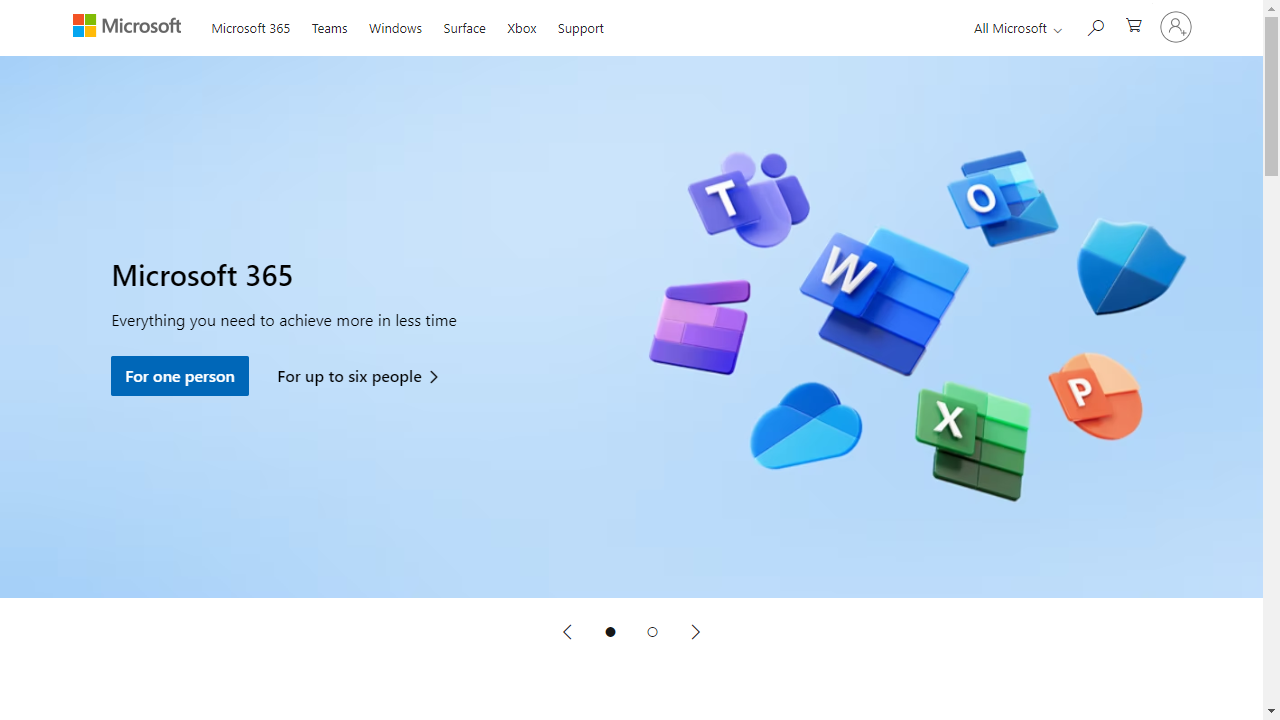 Microsoft
Microsoft 365 Teams Windows Surface Xbox Support All Microsoft
T
O
W
Microsoft 365
Everything you need to achieve more in less time
For one person For up to six people
P
X